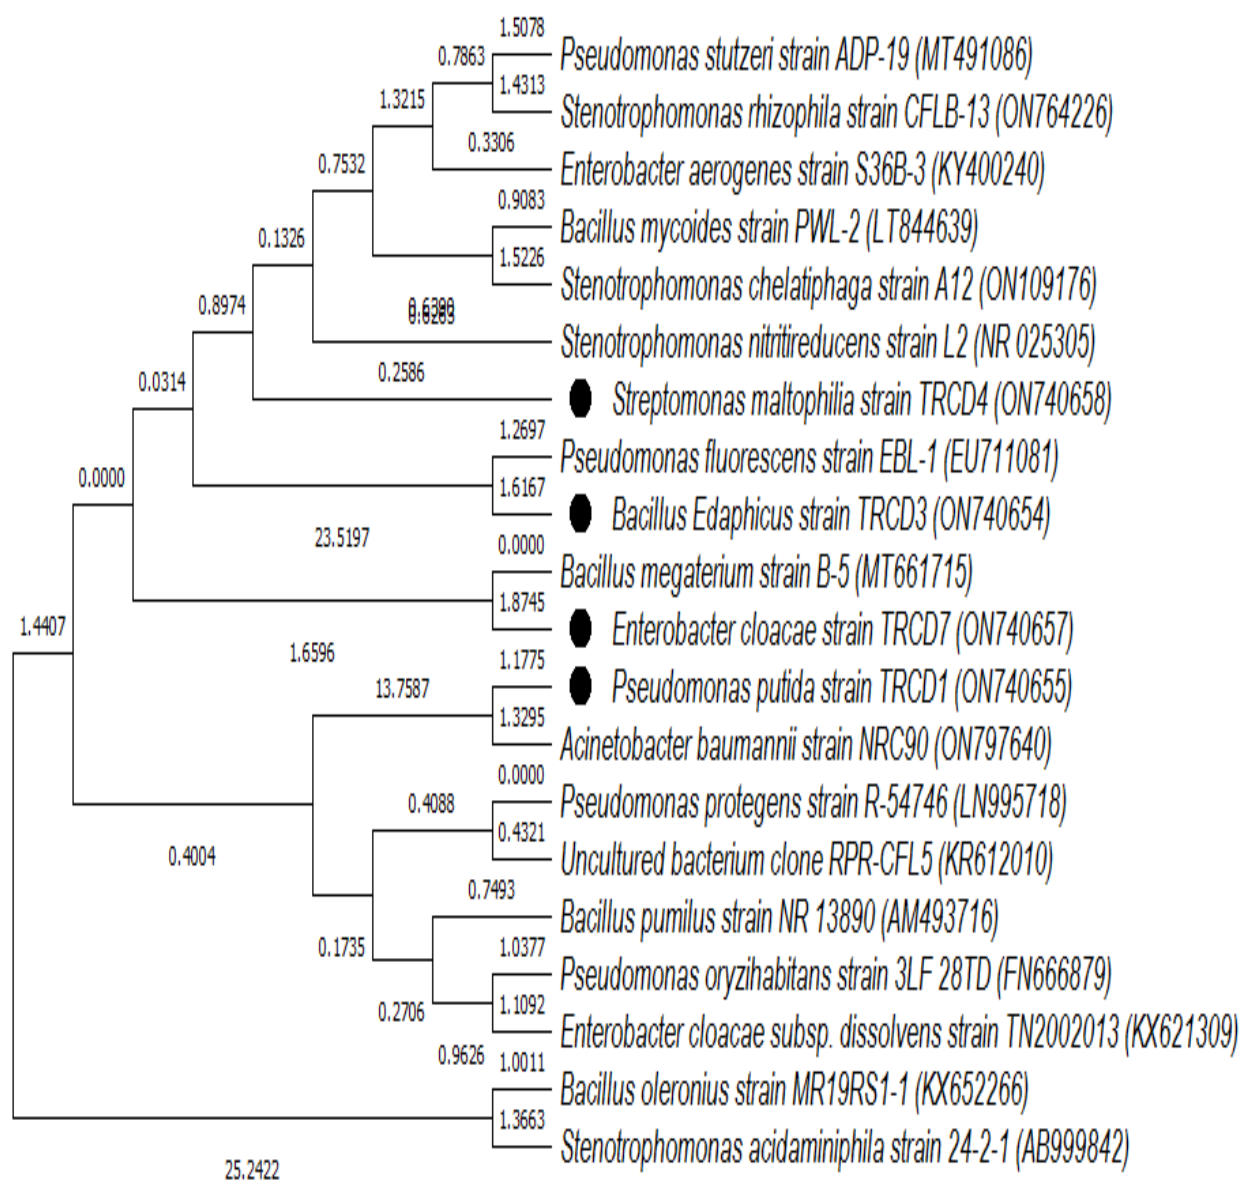 1.5078
0.7863
Pseudomonas stutzeri strain ADP-19 (MT491086)
1.4313
1.3215
Stenotrophomonas rhizophila strain CFLB-13 (ON764226)
0.3306
0.7532
Enterobacter aerogenes strain S36B-3 (KY400240)
0.9083
Bacillus mycoides strain PWL-2 (LT844639)
0.1326
1.5226
Stenotrophomonas chelatiphaga strain A12 (ON109176)
0.8974
Stenotrophomonas nitritireducens strain L2 (NR 025305)
0.2586
0.0314
Streptomonas maltophilia strain TRCD4 (ON740658)
1.2697
Pseudomonas fluorescens strain EBL-1 (EU711081)
0.0000
1.6167
Bacillus Edaphicus strain TRCD3 (ON740654)
23.5197
0.0000
Bacillus megaterium strain B-5 (MT661715)
1.8745
1.4407
Enterobacter cloacae strain TRCD7 (ON740657)
1.6596
1.1775
13.7587
Pseudomonas putida strain TRCD1 (ON740655)
1.3295
Acinetobacter baumannii strain NRC90 (ON797640)
0.0000
0.4088
Pseudomonas protegens strain R-54746 (LN995718)
0.4321
0.4004
Uncultured bacterium clone RPR-CFL5 (KR612010)
0.7493
Bacillus pumilus strain NR 13890 (AM493716)
0.1735
1.0377
Pseudomonas oryzihabitans strain 3LF 28TD (FN666879)
1.1092
0.2706
Enterobacter cloacae subsp. dissolvens strain TN2002013 (KX621309)
0.9626
1.0011
Bacillus oleronius strain MR19RS1-1 (KX652266)
1.3663
Stenotrophomonas acidaminiphila strain 24-2-1 (AB999842)
25.2422